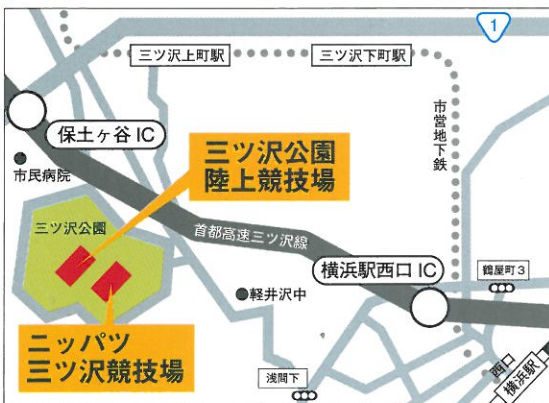 1
三ツ沢上町駅
三ツ沢下町駅
市営地下鉄
保土ヶ谷 IC
市民病院
三ツ沢公園
陸上競技場
三ツ沢公園
首都高速三ツ沢線
横浜駅西口 IC
鶴屋町3
軽井沢中
ニッパツ
三ツ沢競技場
浅間下
西口
横浜駅